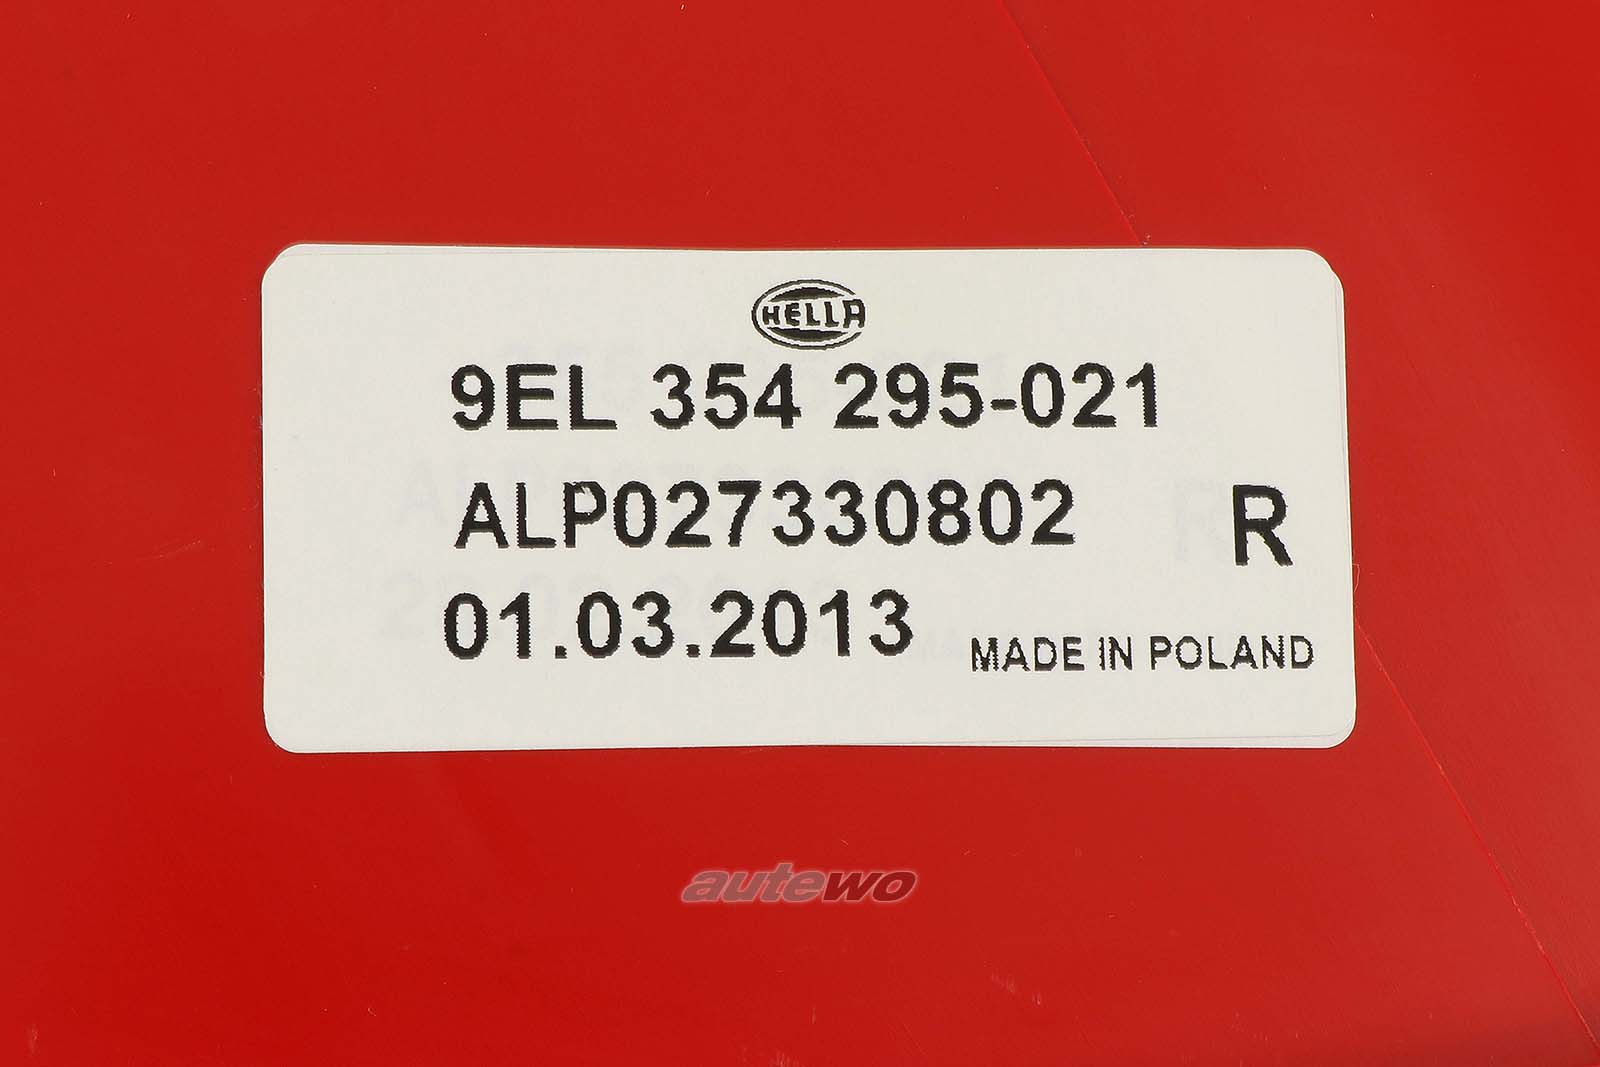 HELLA
9EL 354 295-021
ALP027330802 R
01.03.2013 MADE IN POLAND
autewo